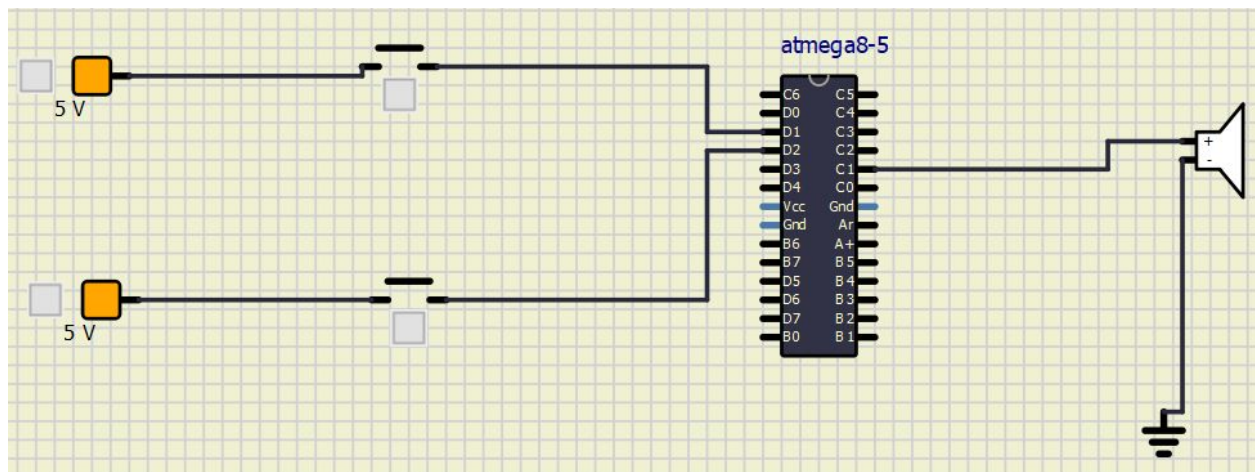 atmega8-5
5 V
5 V
C6 C5
D0 C4
D1 C3
D2 C2
D3 C1
D4 C0
Vcc Gnd
Gnd Ar
B6 A+
B7 B5
D5 B4
D6 B3
D7 B2
B0 B1
+
-